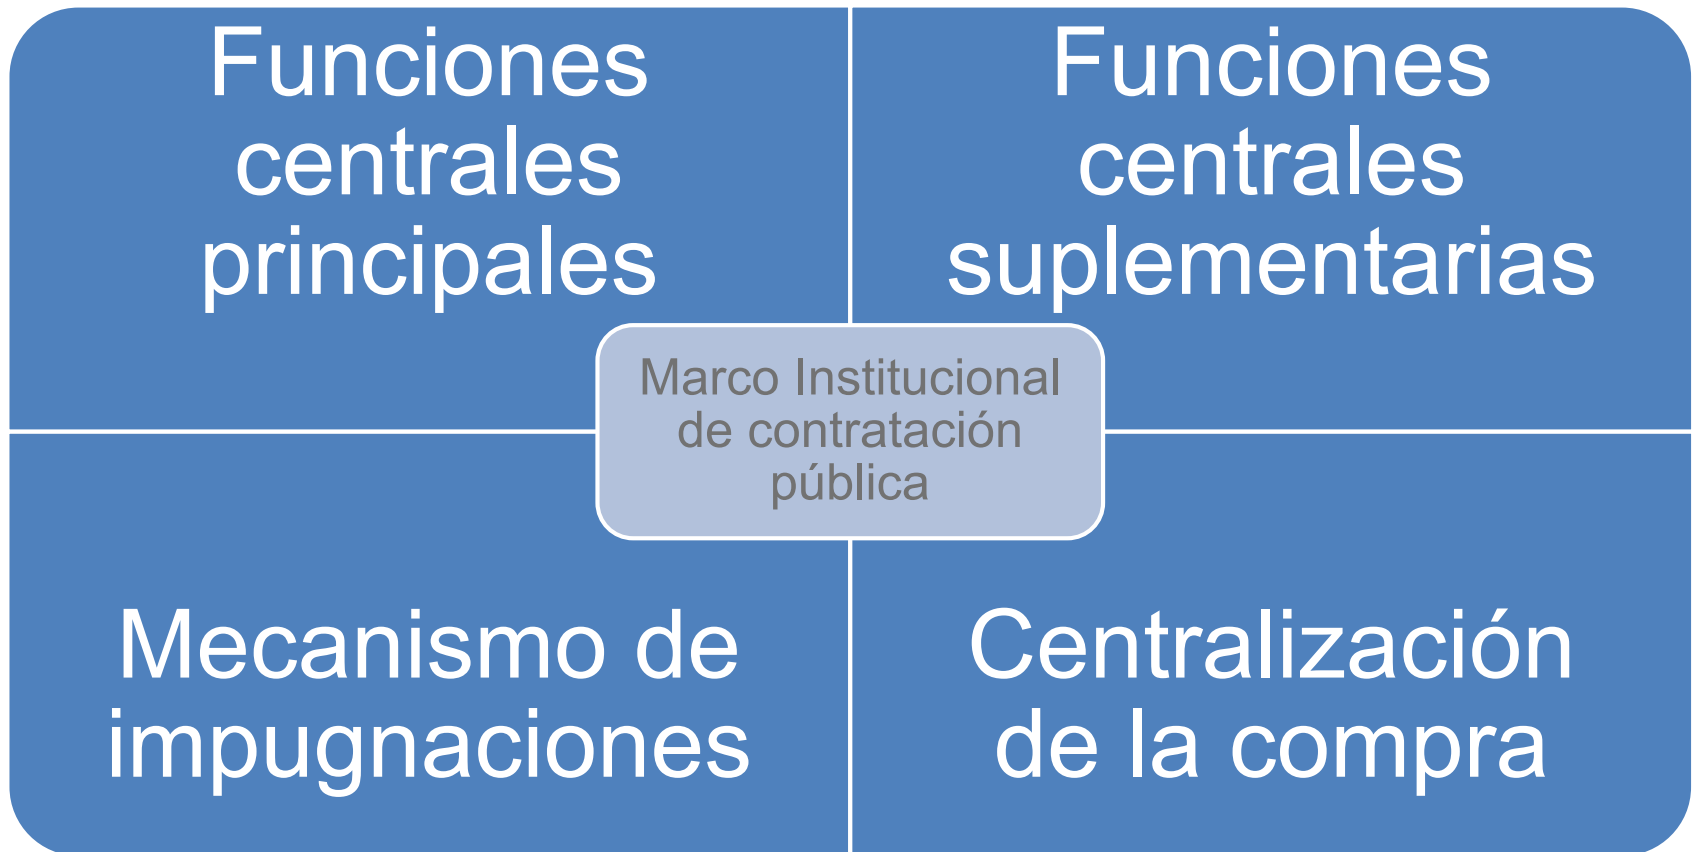 Funciones
centrales
principales
Funciones
centrales
suplementarias
Marco Institucional
de contratación
pública
Mecanismo de
impugnaciones
Centralización
de la compra